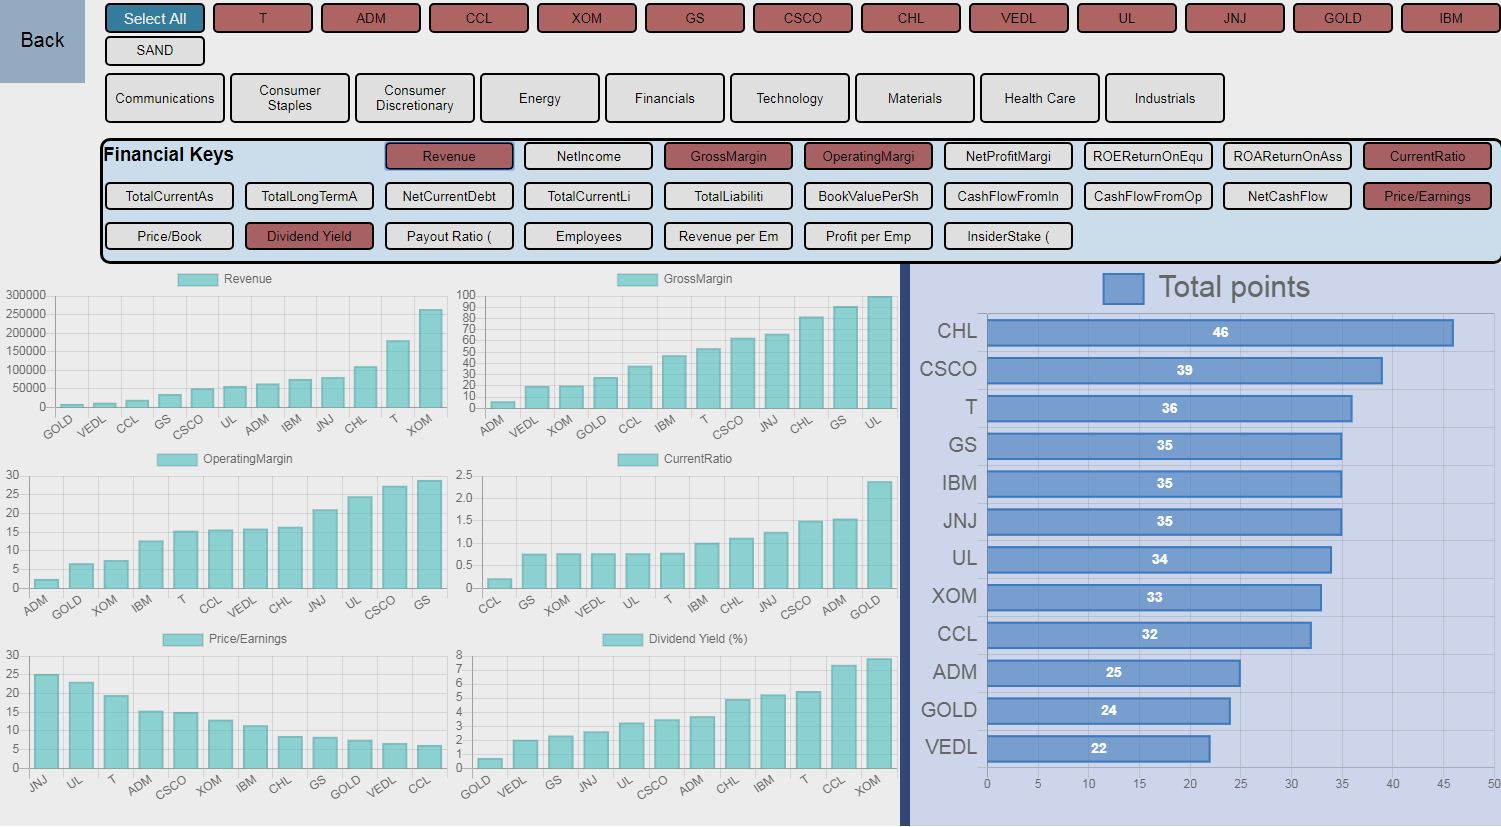 Back
Select All T ADM CCL XOM GS CSCO CHL VEDL UL JNJ GOLD IBM
SAND
Communications
Consumer
Staples
Consumer
Discretionary
Energy
Financials
Technology
Materials
Health Care
Industrials
Financial Keys
Revenue NetIncome GrossMargin OperatingMargi NetProfitMargi ROEReturnOnEqu ROAReturnOnAss CurrentRatio
TotalCurrentAs TotalLongTermA NetCurrentDebt TotalCurrentLi TotalLiabiliti BookValuePerSh CashFlowFromIn CashFlowFromOp NetCashFlow Price/Earnings
Price/Book Dividend Yield Payout Ratio ( Employees Revenue per Em Profit per Emp InsiderStake (
Revenue
300000
250000
200000
150000
100000
50000
0
GOLD VEDL CCL GS CSCO UL ADM IBM JNJ CHL T XOM
GrossMargin
100
90
80
70
60
50
40
30
20
10
0
ADM VEDL XOM GOLD CCL IBM T CSCO JNJ CHL GS UL
OperatingMargin
30
25
20
15
10
5
0
ADM GOLD XOM IBM T CCL VEDL CHL JNJ UL CSCO GS
CurrentRatio
2.5
2.0
1.5
1.0
0.5
0
CCL GS XOM VEDL UL T IBM CHL JNJ CSCO ADM GOLD
Price/Earnings
30
25
20
15
10
5
0
JNJ UL T ADM CSCO XOM IBM CHL GS GOLD VEDL CCL
Dividend Yield (%)
8
7
6
5
4
3
2
1
0
GOLD VEDL GS JNJ UL CSCO ADM CHL IBM T CCL XOM
Total points
CHL 46
CSCO 39
T 36
GS 35
IBM 35
JNJ 35
UL 34
XOM 33
CCL 32
ADM 25
GOLD 24
VEDL 22
0 5 10 15 20 25 30 35 40 45 50